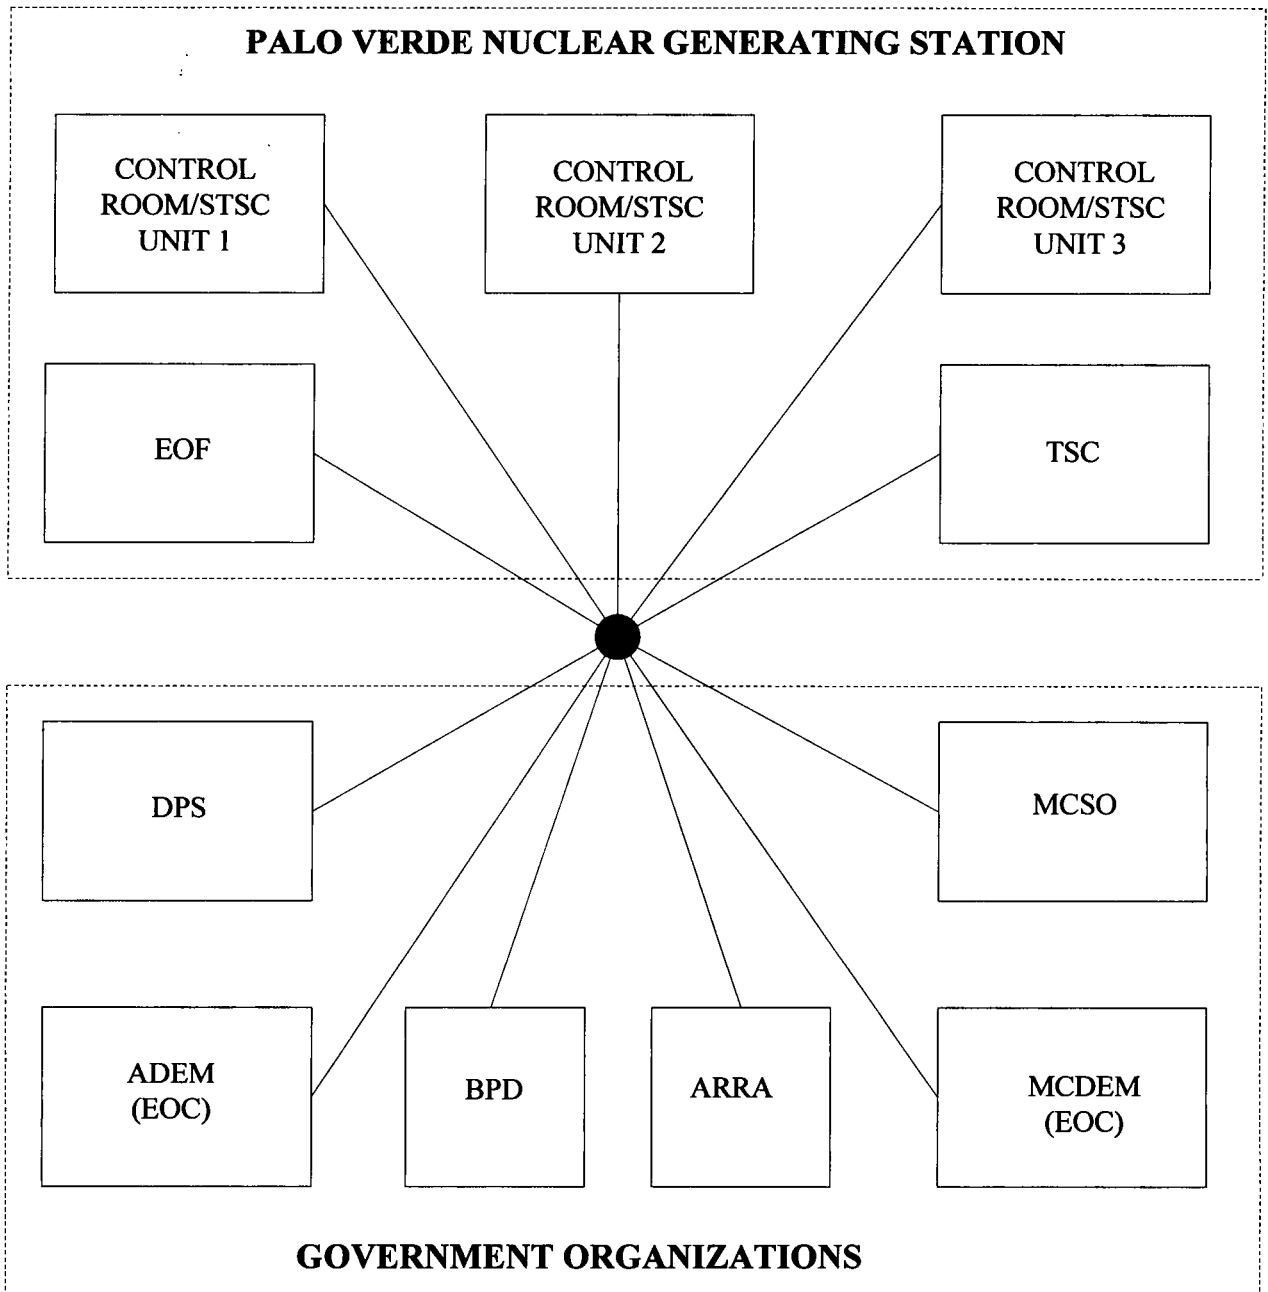 PALO VERDE NUCLEAR GENERATING STATION
CONTROL
ROOM/STSC
UNIT 1
CONTROL
ROOM/STSC
UNIT 2
CONTROL
ROOM/STSC
UNIT 3
EOF
TSC
DPS
MCSO
ADEM
(EOC)
BPD
ARRA
MCDEM
(EOC)
GOVERNMENT ORGANIZATIONS